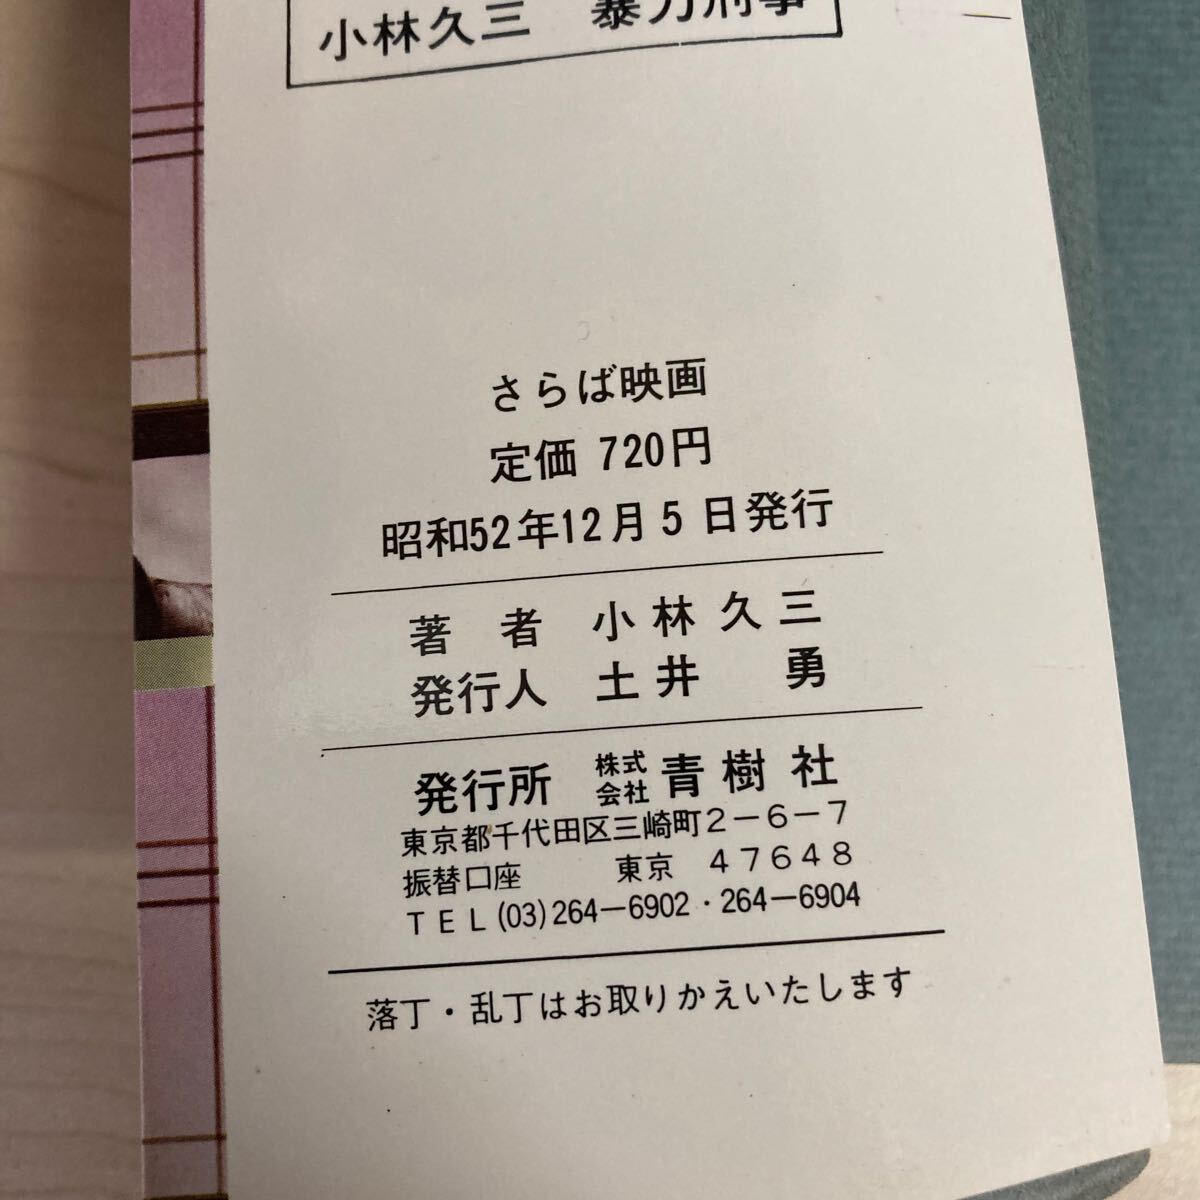 小林久三 暴力刑事
さらば映画
定価 720円
昭和52年12月5日発行
著者 小林久三
発行人 土井 勇
発行所 株式会社 青樹社
東京都千代田区三崎町2-6-7
振替口座 東京 47648
TEL (03)264-6902・264-6904
落丁・乱丁はお取りかえいたします